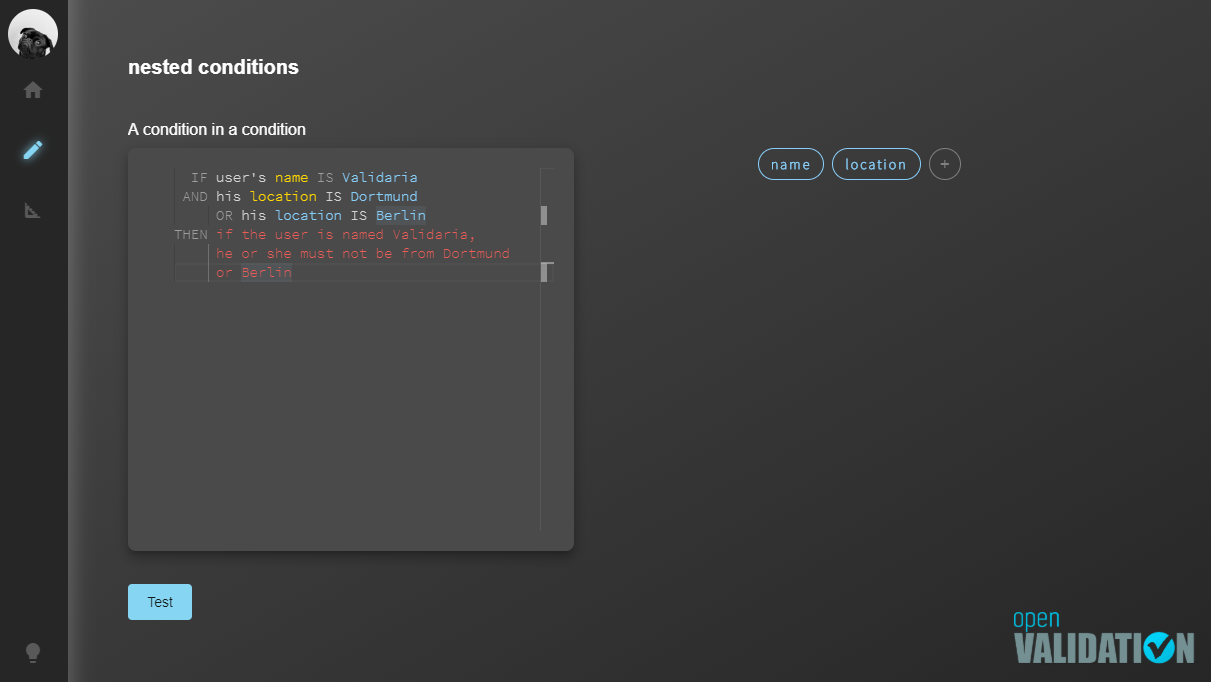 nested conditions
A condition in a condition
IF user's name IS Validaria
AND his location IS Dortmund
OR his location IS Berlin
THEN if the user is named Validaria,
he or she must not be from Dortmund
or Berlin
name location +
Test
open
VALIDATION